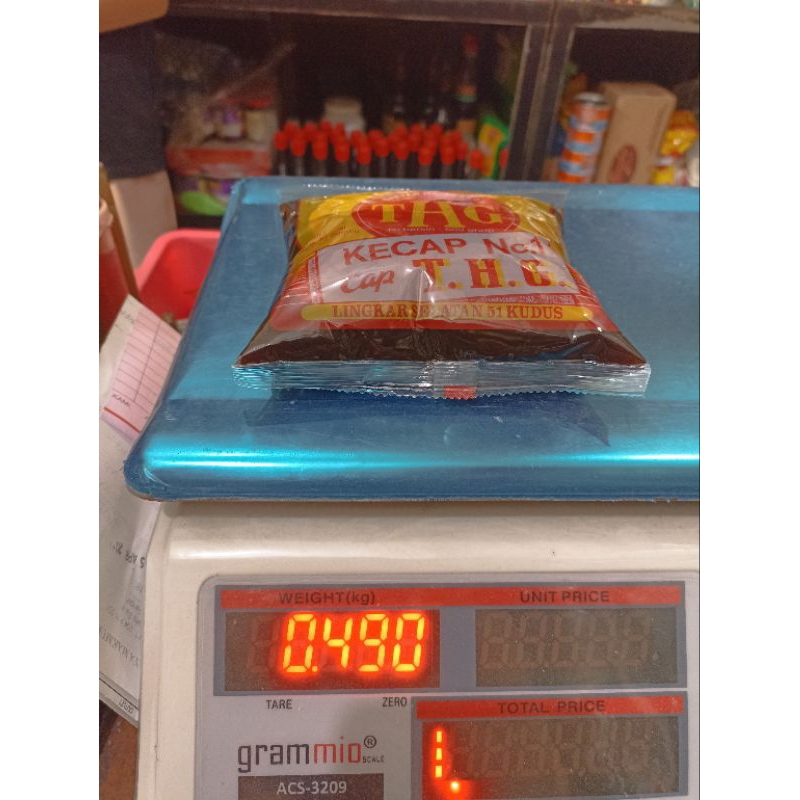 THG
KECAP No.1
Cap T.H.G.
LINGKAR SELATAN 51 KUDUS
WEIGHT(kg)
UNIT PRICE
0.490
TARE
ZERO
TOTAL PRICE
grammio®
SCALE
ACS-3209